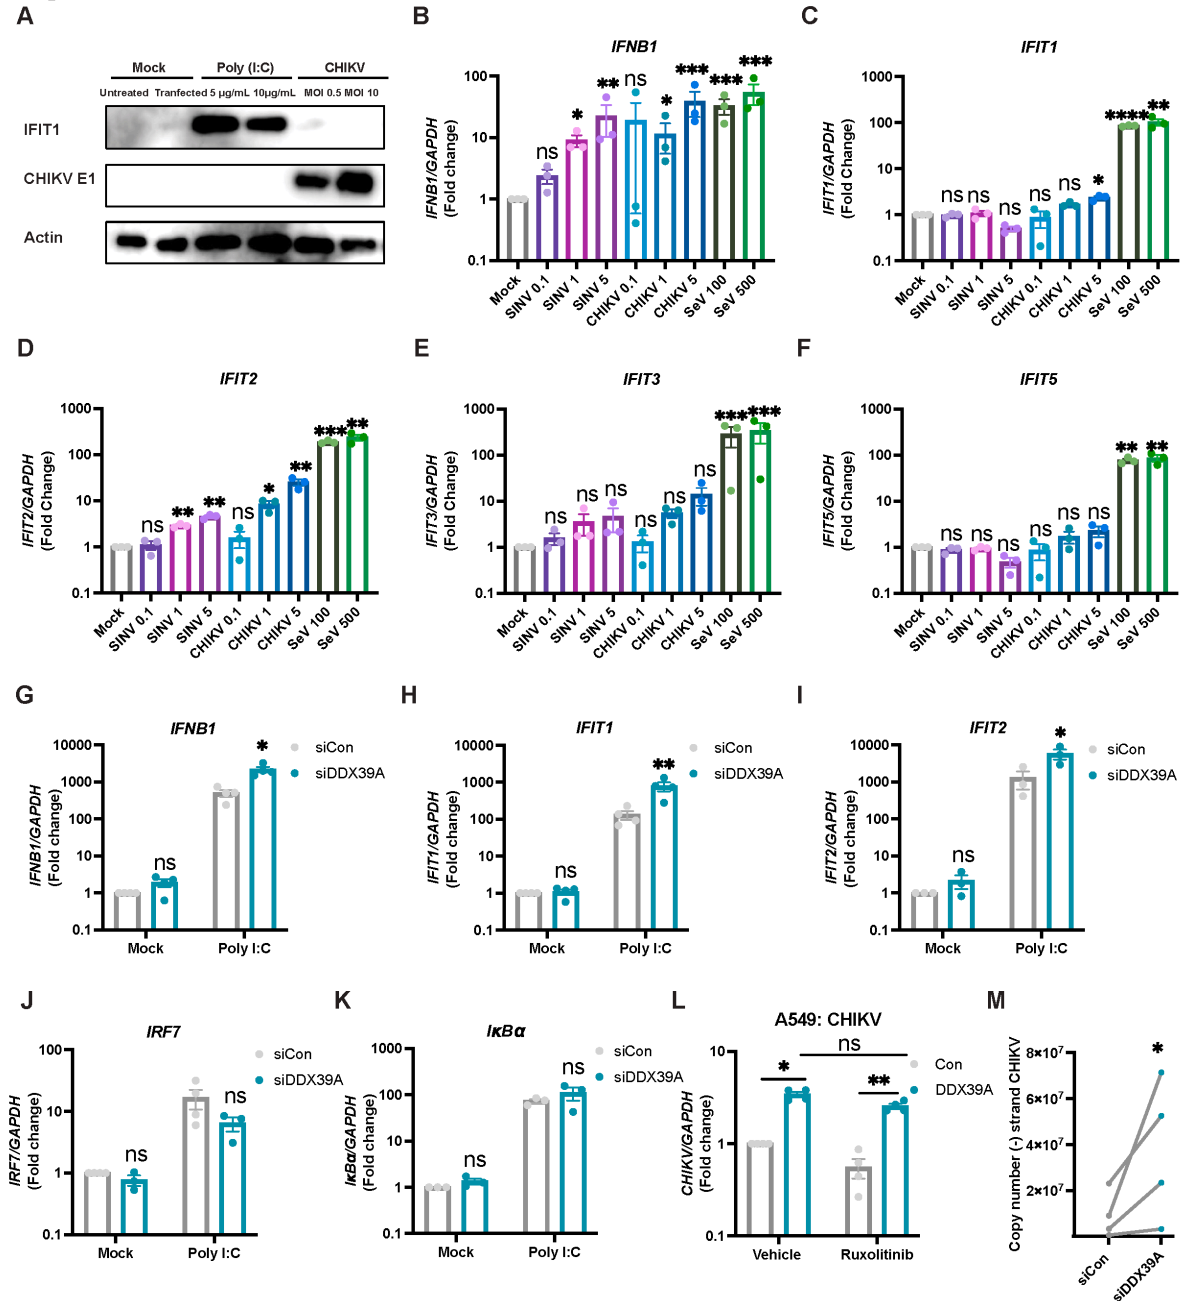 A
Mock Poly (I:C) CHIKV
Untreated Tranfected 5 µg/mL 10µg/mL MOI 0.5 MOI 10
IFIT1
CHIKV E1
Actin
B
IFNB1
IFNB1/GAPDH
(Fold change)
100
10
1
0.1
ns * ** ns * *** *** ***
Mock
SINV 0.1
SINV 1
SINV 5
CHIKV 0.1
CHIKV 1
CHIKV 5
SeV 100
SeV 500
C
IFIT1
IFIT1/GAPDH
(Fold Change)
1000
100
10
1
0.1
ns ns ns ns ns * **** **
Mock
SINV 0.1
SINV 1
SINV 5
CHIKV 0.1
CHIKV 1
CHIKV 5
SeV 100
SeV 500
D
IFIT2
IFIT2/GAPDH
(Fold Change)
1000
100
10
1
0.1
ns ** ** ns * ** *** **
Mock
SINV 0.1
SINV 1
SINV 5
CHIKV 0.1
CHIKV 1
CHIKV 5
SeV 100
SeV 500
E
IFIT3
IFIT3/GAPDH
(Fold Change)
1000
100
10
1
0.1
ns ns ns ns ns ns *** ***
Mock
SINV 0.1
SINV 1
SINV 5
CHIKV 0.1
CHIKV 1
CHIKV 5
SeV 100
SeV 500
F
IFIT5
IFIT5/GAPDH
(Fold Change)
1000
100
10
1
0.1
ns ns ns ns ns ns ** **
Mock
SINV 0.1
SINV 1
SINV 5
CHIKV 0.1
CHIKV 1
CHIKV 5
SeV 100
SeV 500
G
IFNB1
IFNB1/GAPDH
(Fold change)
10000
1000
100
10
1
0.1
ns *
siCon
siDDX39A
Mock Poly I:C
H
IFIT1
IFIT1/GAPDH
(Fold change)
10000
1000
100
10
1
0.1
ns **
siCon
siDDX39A
Mock Poly I:C
I
IFIT2
IFIT2/GAPDH
(Fold change)
10000
1000
100
10
1
0.1
ns *
siCon
siDDX39A
Mock Poly I:C
J
IRF7
IRF7/GAPDH
(Fold change)
100
10
1
0.1
ns ns
siCon
siDDX39A
Mock Poly I:C
K
IκBα
IκBα/GAPDH
(Fold change)
1000
100
10
1
0.1
ns ns
siCon
siDDX39A
Mock Poly I:C
L
A549: CHIKV
CHIKV/GAPDH
(Fold change)
10
1
0.1
ns
* **
Con
DDX39A
Vehicle Ruxolitinib
M
Copy number (-) strand CHIKV
8×10⁷
6×10⁷
4×10⁷
2×10⁷
*
siCon
siDDX39A